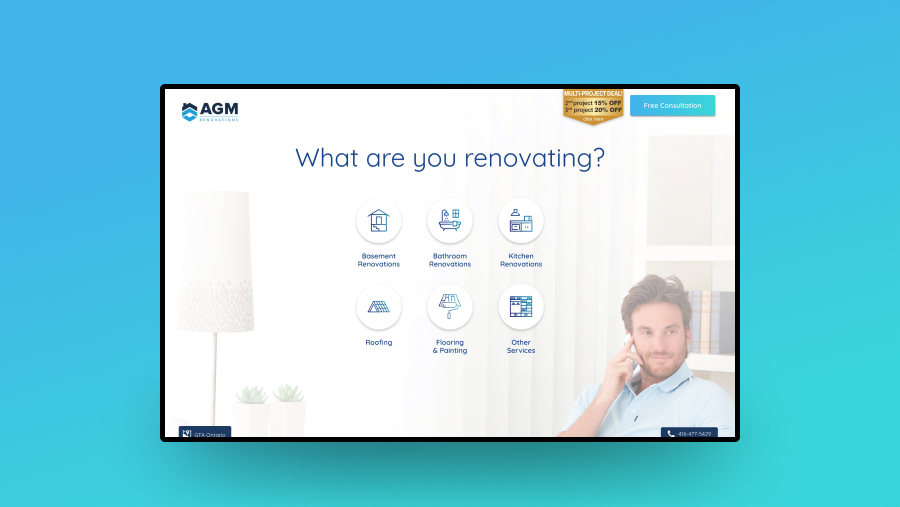 AGM
RENOVATIONS
MULTI-PROJECT DEAL!
2nd project 15% OFF
3rd project 20% OFF
click here
Free Consultation
What are you renovating?
Basement
Renovations
Bathroom
Renovations
Kitchen
Renovations
Roofing
Flooring
& Painting
Other
Services
GTA Ontario
416-477-5429